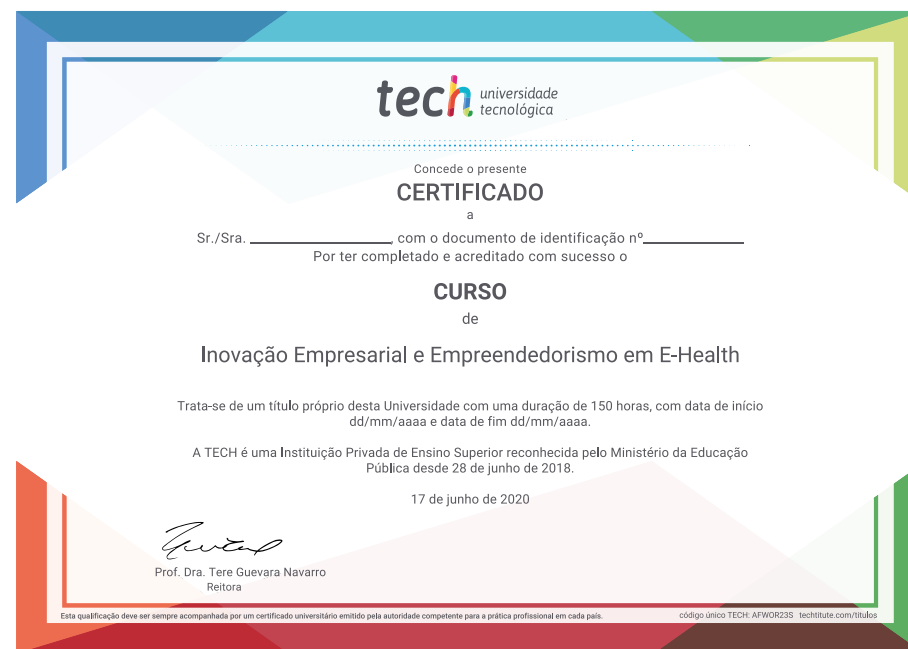 tech universidade
tecnológica
Concede o presente
CERTIFICADO
a
Sr./Sra. ____________________, com o documento de identificação nº______________
Por ter completado e acreditado com sucesso o
CURSO
de
Inovação Empresarial e Empreendedorismo em E-Health
Trata-se de um título próprio desta Universidade com uma duração de 150 horas, com data de início
dd/mm/aaaa e data de fim dd/mm/aaaa.
A TECH é uma Instituição Privada de Ensino Superior reconhecida pelo Ministério da Educação
Pública desde 28 de junho de 2018.
17 de junho de 2020
Prof. Dra. Tere Guevara Navarro
Reitora
Esta qualificação deve ser sempre acompanhada por um certificado universitário emitido pela autoridade competente para a prática profissional em cada país.
código único TECH: AFWOR23S techtitute.com/titulos